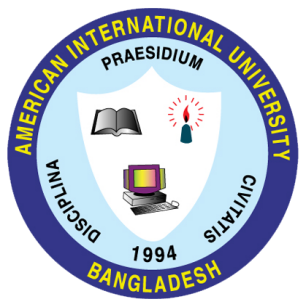 AMERICAN INTERNATIONAL UNIVERSITY
PRAESIDIUM
DISCIPLINA
CIVITATIS
1994
BANGLADESH